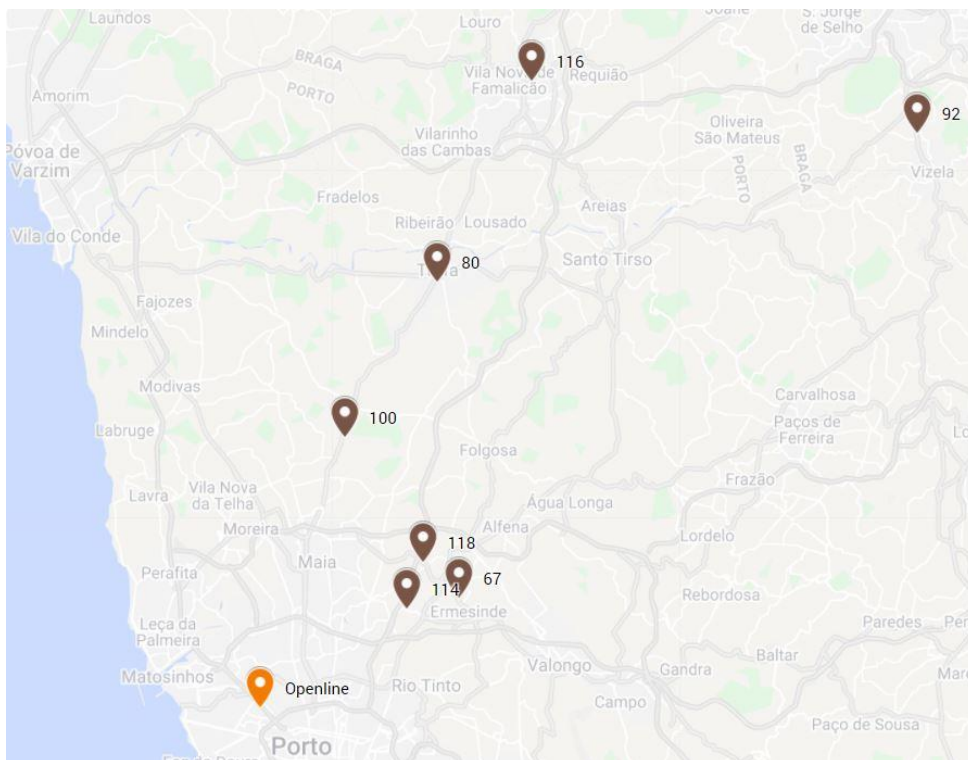 Laundos
Louro
Joane
S. Jorge
de Selho
BRAGA
PORTO
Vila Nova de
Famalicão
116
Requião
Amorim
92
Póvoa de
Varzim
Vilarinho
das Cambas
Oliveira
São Mateus
PORTO
BRAGA
Vizela
Fradelos
Areias
Ribeirão
Lousado
Vila do Conde
80
Santo Tirso
Fajozes
Mindelo
Modivas
Carvalhosa
Labruge
100
Paços de
Ferreira
Folgosa
Frazão
Lavra
Vila Nova
da Telha
Água Longa
Moreira
Alfena
Lordelo
118
Maia
Perafita
67
114
Ermesinde
Rebordosa
Leça da
Palmeira
Paredes
Baltar
Valongo
Gandra
Matosinhos
Openline
Rio Tinto
Campo
Paço de Sousa
Porto